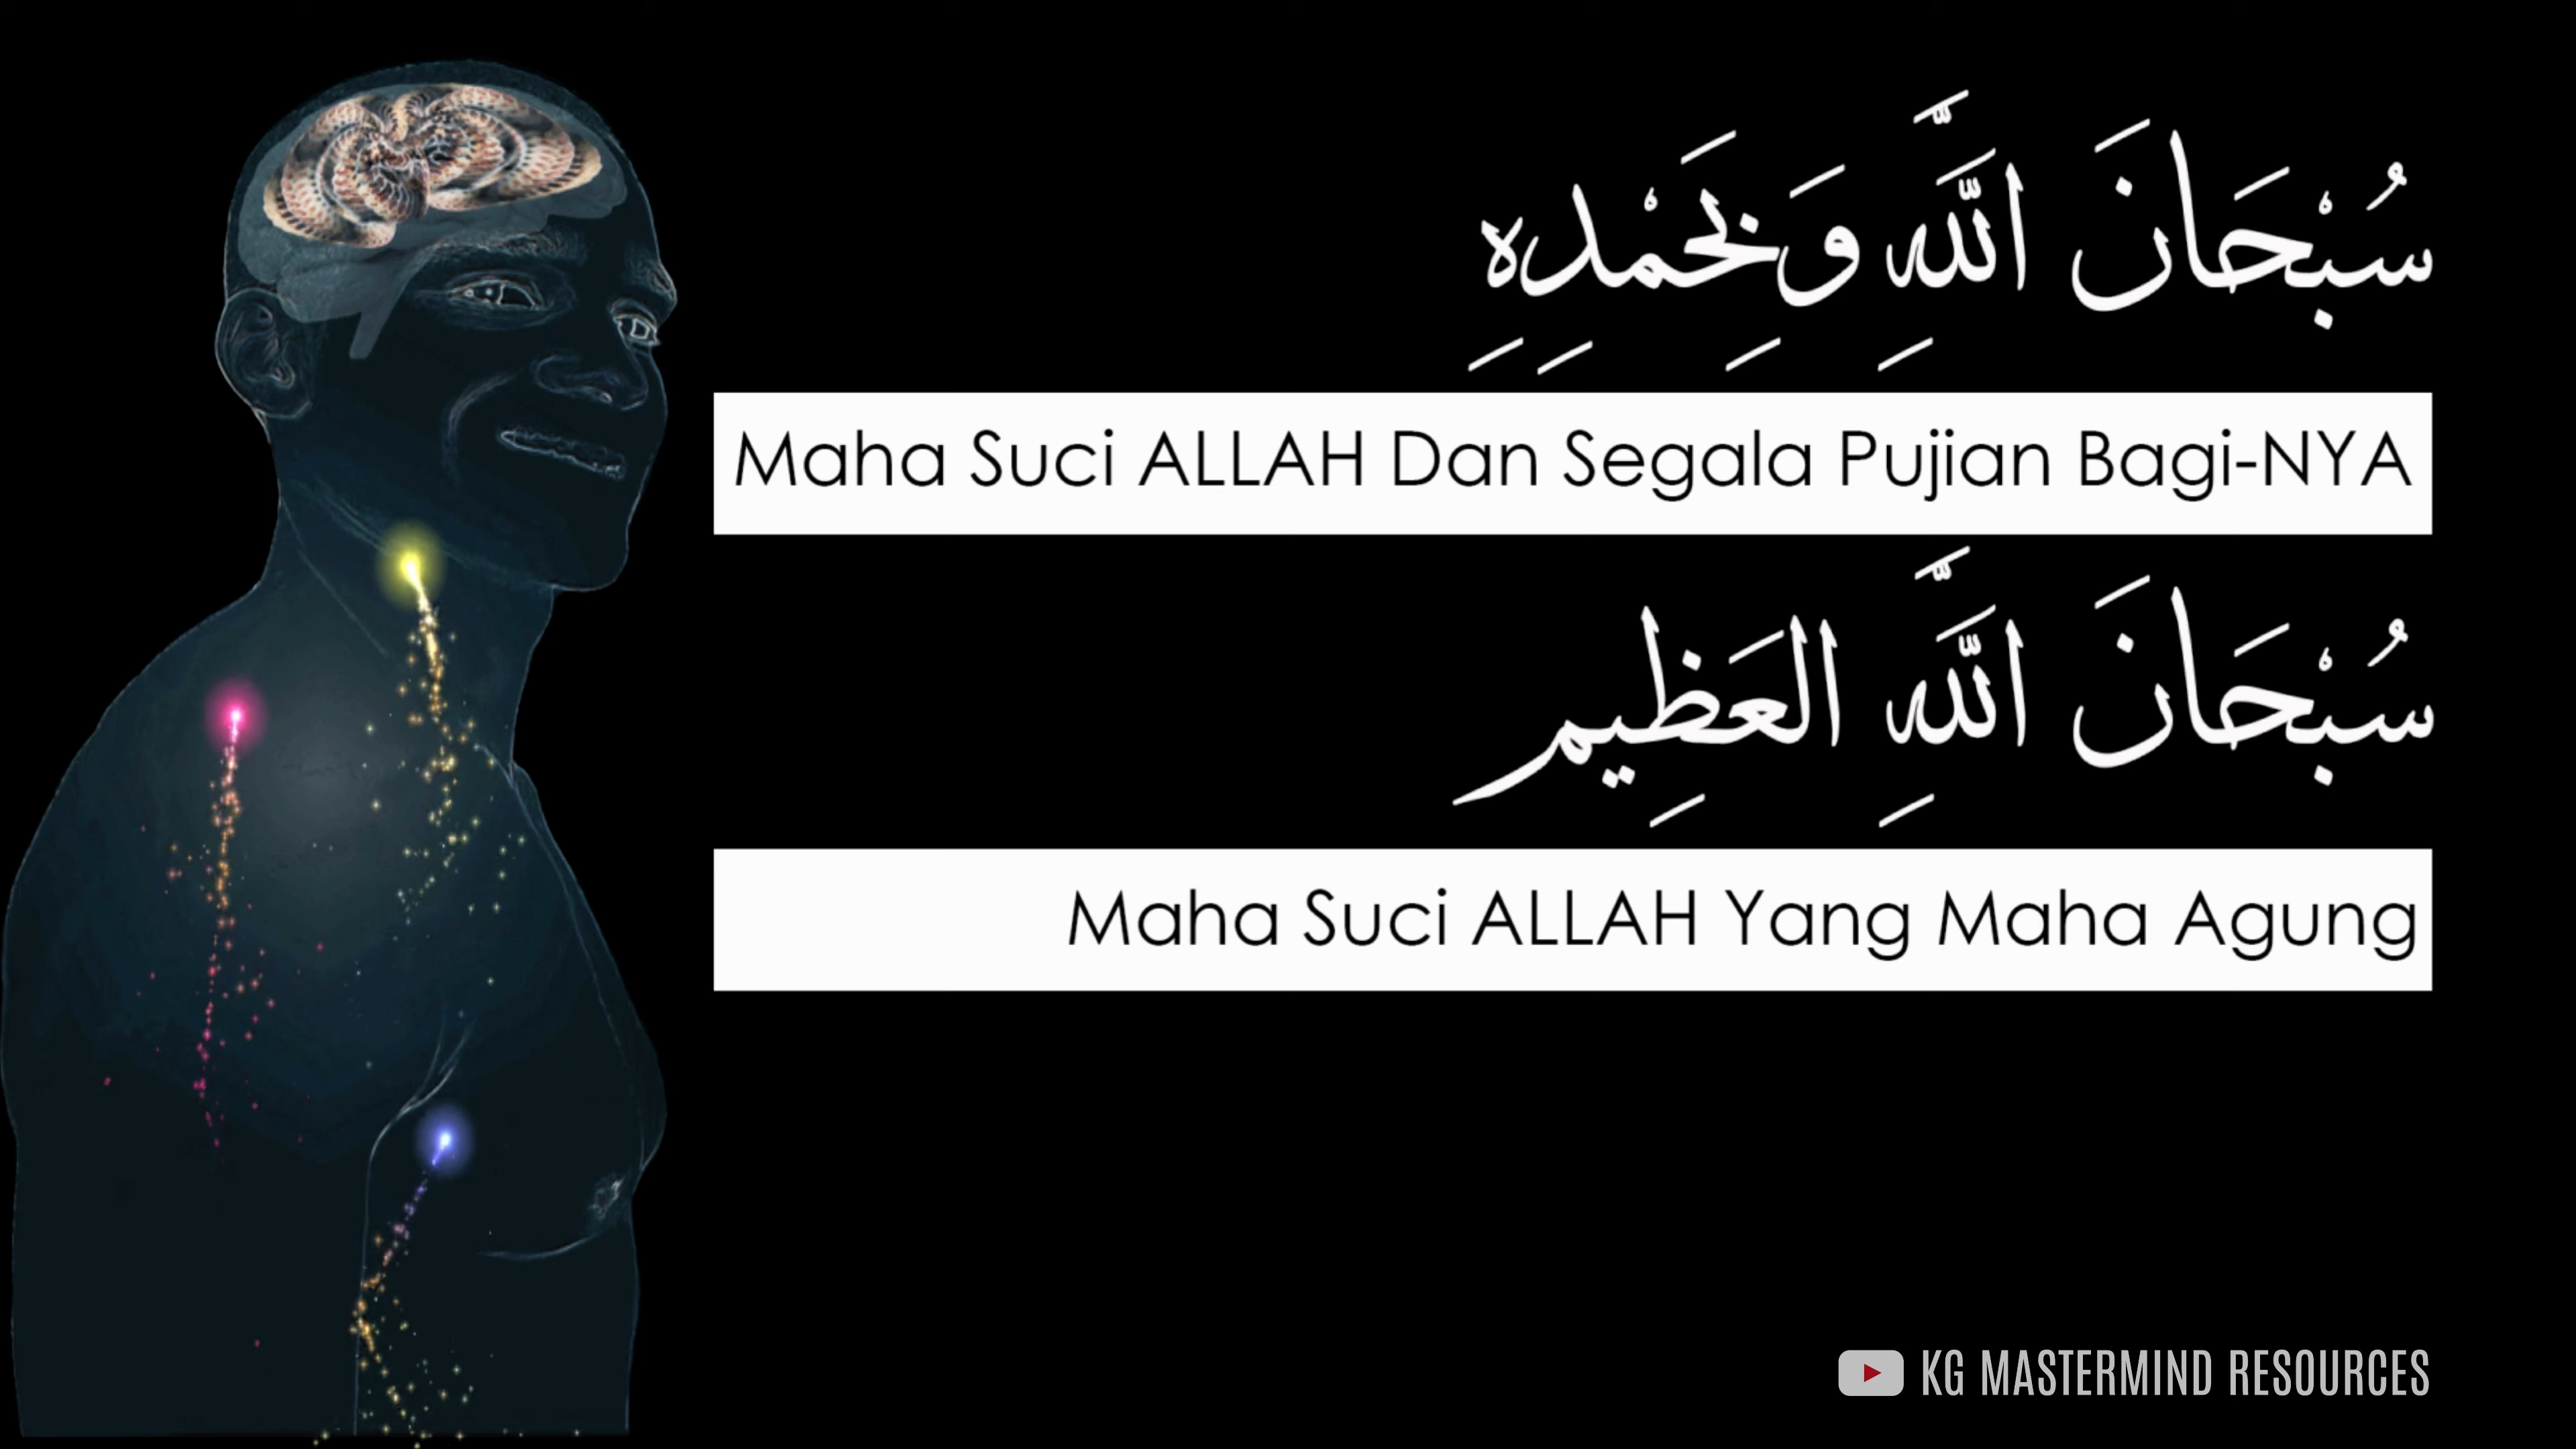 سُبْحَانَ اللَّهِ وَبِحَمْدِهِ
Maha Suci ALLAH Dan Segala Pujian Bagi-NYA
سُبْحَانَ اللَّهِ العَظِيم
Maha Suci ALLAH Yang Maha Agung
KG MASTERMIND RESOURCES